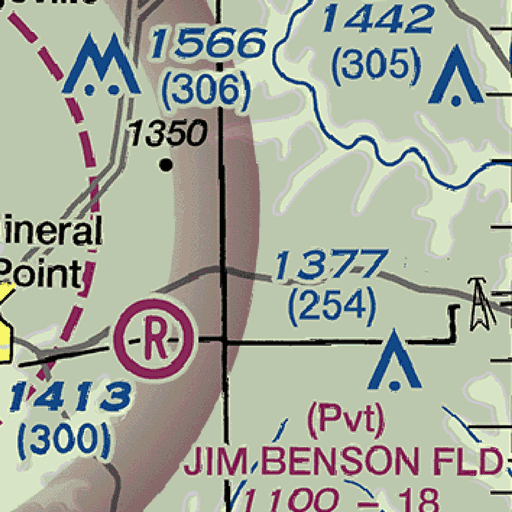 1566
(306)
1442
(305)
1350
ineral
Point
1377
(254)
R
1413
(300)
(Pvt)
JIM BENSON FLD
1100 - 18